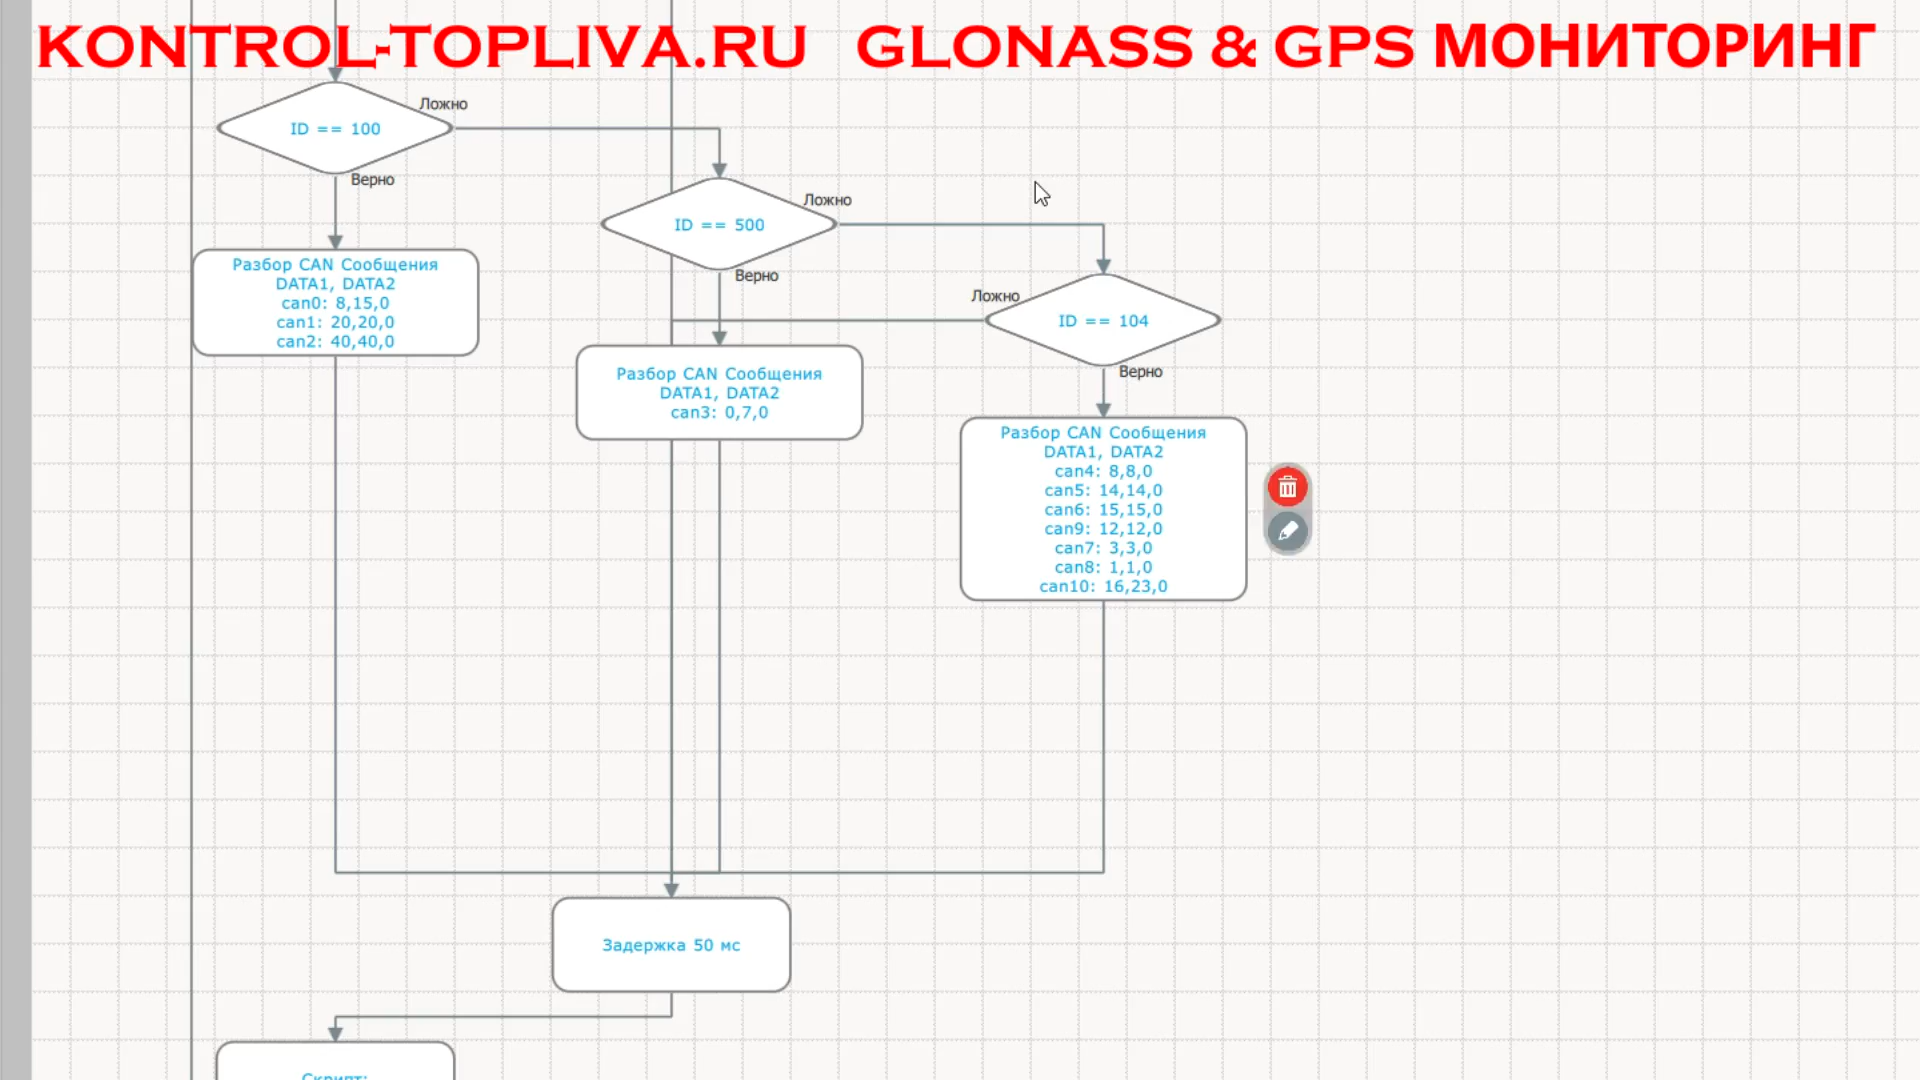 KONTROL-TOPLIVA.RU GLONASS & GPS МОНИТОРИНГ
ID == 100
Ложно
Верно
Разбор CAN Сообщения
DATA1, DATA2
can0: 8,15,0
can1: 20,20,0
can2: 40,40,0
ID == 500
Ложно
Верно
Разбор CAN Сообщения
DATA1, DATA2
can3: 0,7,0
Ложно
ID == 104
Верно
Разбор CAN Сообщения
DATA1, DATA2
can4: 8,8,0
can5: 14,14,0
can6: 15,15,0
can9: 12,12,0
can7: 3,3,0
can8: 1,1,0
can10: 16,23,0
Задержка 50 мс
Скрипт: